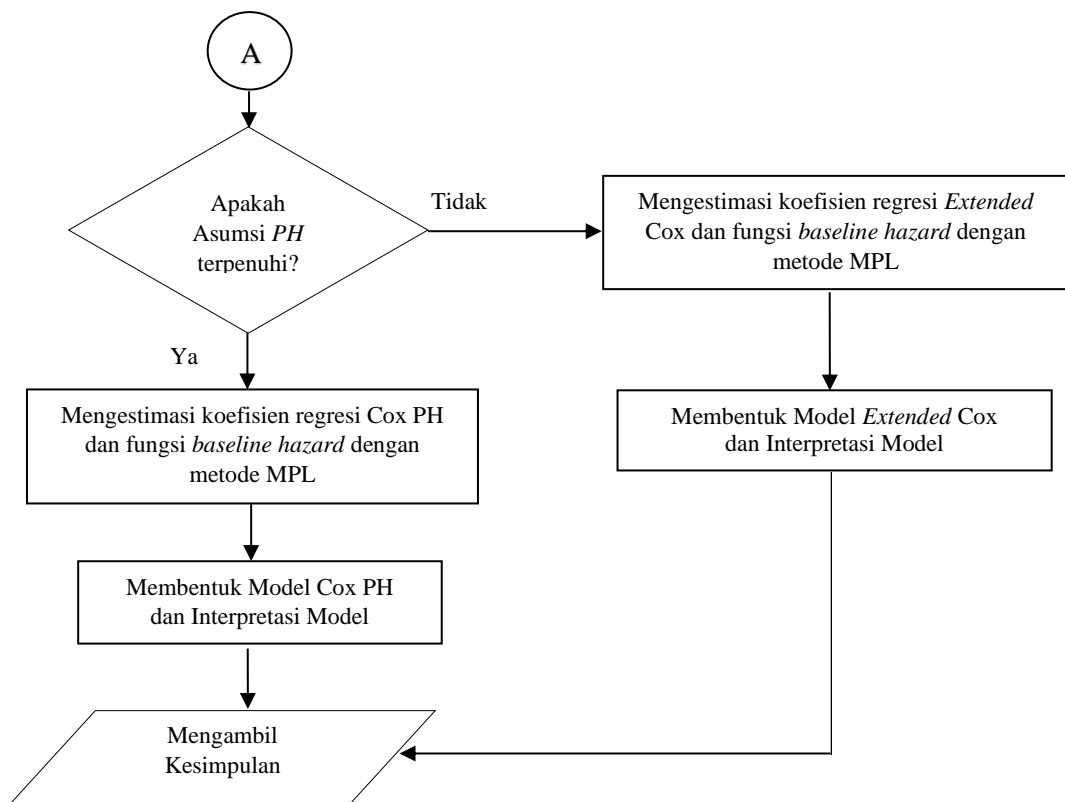 A
Apakah
Asumsi PH
terpenuhi?
Tidak
Mengestimasi koefisien regresi Extended
Cox dan fungsi baseline hazard dengan
metode MPL
Ya
Mengestimasi koefisien regresi Cox PH
dan fungsi baseline hazard dengan
metode MPL
Membentuk Model Extended Cox
dan Interpretasi Model
Membentuk Model Cox PH
dan Interpretasi Model
Mengambil
Kesimpulan